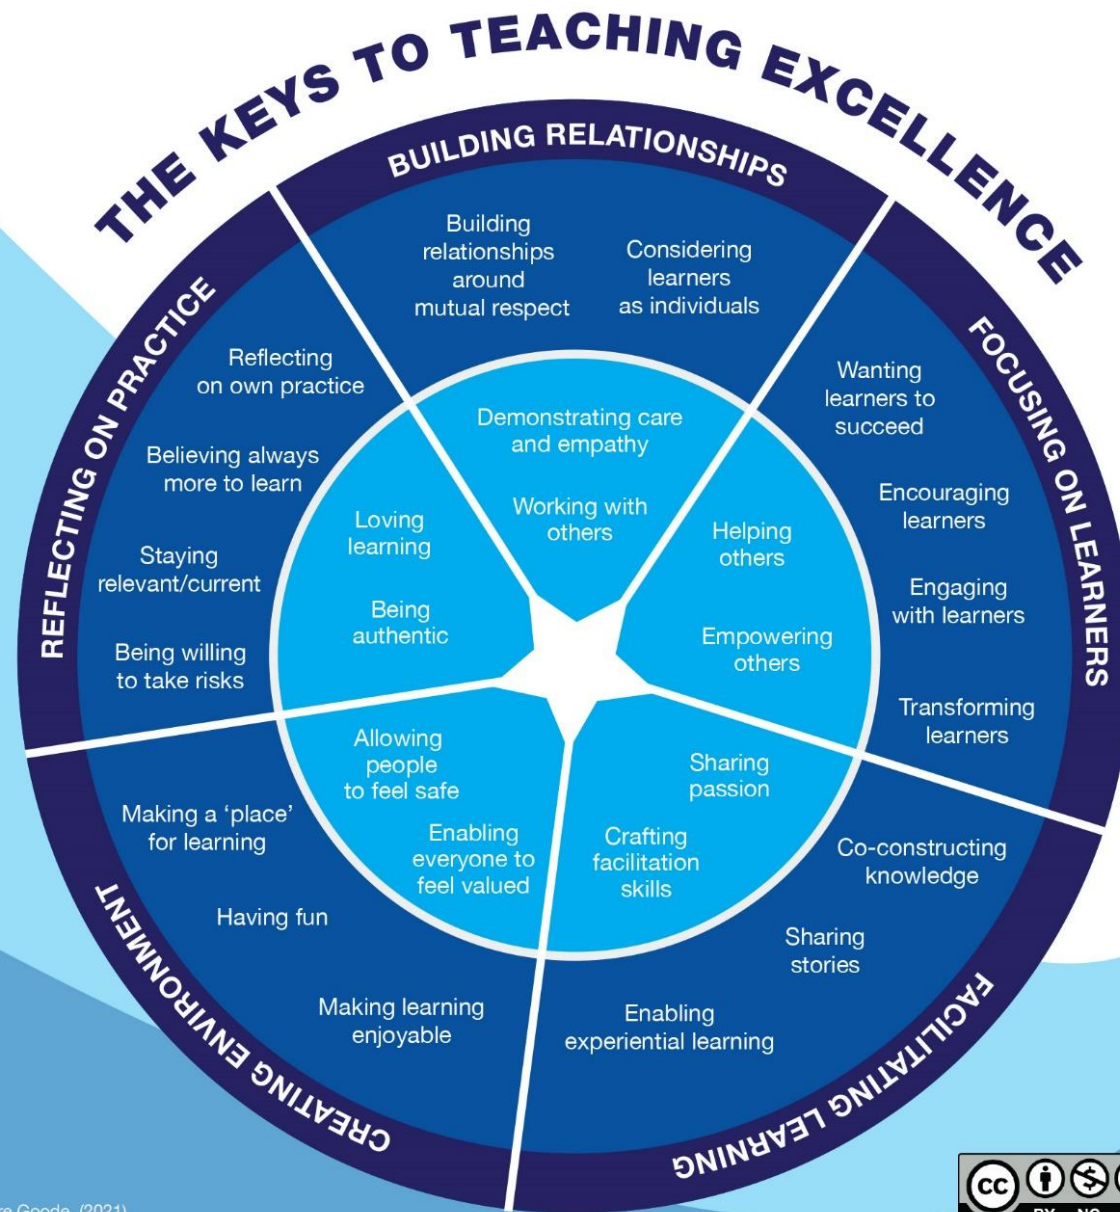 THE KEYS TO TEACHING EXCELLENCE
BUILDING RELATIONSHIPS
Building
relationships
around
mutual respect
Considering
learners
as individuals
Demonstrating care
and empathy
Working with
others
FOCUSING ON LEARNERS
Wanting
learners to
succeed
Encouraging
learners
Engaging
with learners
Transforming
learners
Helping
others
Empowering
others
FACILITATING LEARNING
Co-constructing
knowledge
Sharing
stories
Enabling
experiential learning
Sharing
passion
Crafting
facilitation
skills
CREATING ENVIRONMENT
Making a ‘place’
for learning
Having fun
Making learning
enjoyable
Allowing
people
to feel safe
Enabling
everyone to
feel valued
REFLECTING ON PRACTICE
Reflecting
on own practice
Believing always
more to learn
Staying
relevant/current
Being willing
to take risks
Loving
learning
Being
authentic
Goode, (2021)
cc
BY NC